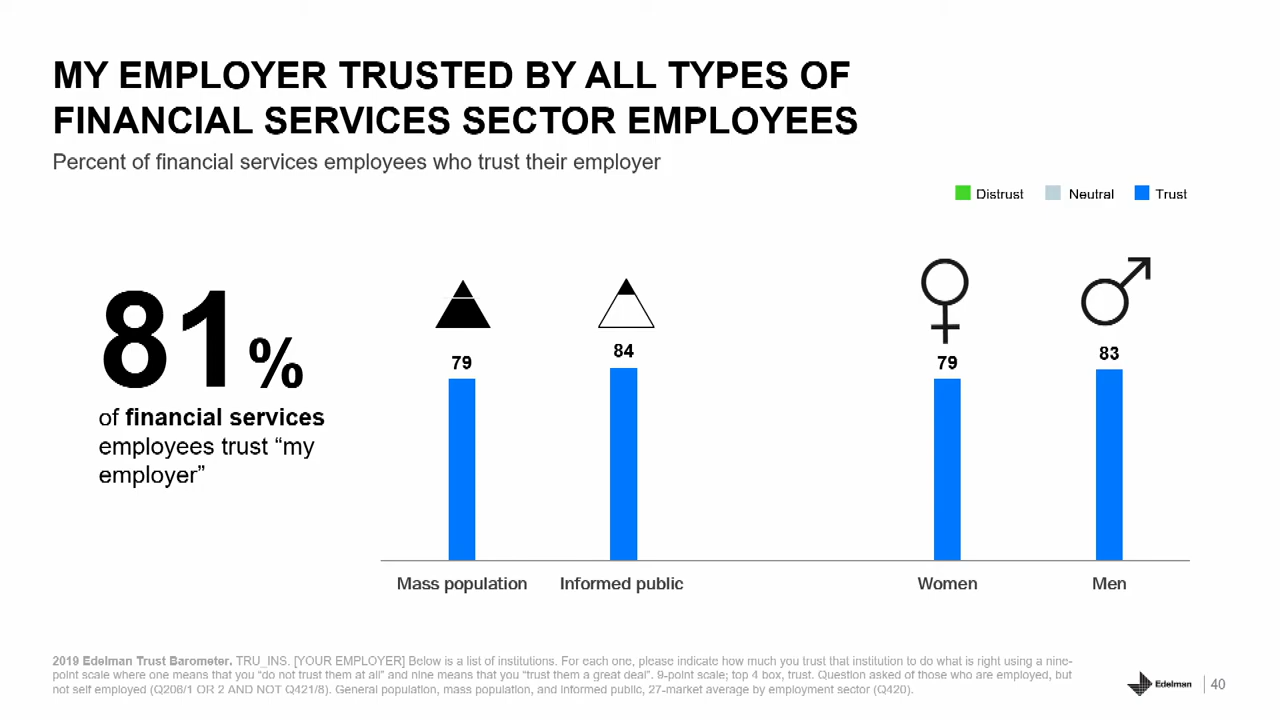 MY EMPLOYER TRUSTED BY ALL TYPES OF
FINANCIAL SERVICES SECTOR EMPLOYEES
Percent of financial services employees who trust their employer
Distrust Neutral Trust
81%
of financial services
employees trust “my
employer”
79
84
79
83
Mass population
Informed public
Women
Men
2019 Edelman Trust Barometer. TRU_INS. [YOUR EMPLOYER] Below is a list of institutions. For each one, please indicate how much you trust that institution to do what is right using a nine-
point scale where one means that you “do not trust them at all” and nine means that you “trust them a great deal”. 9-point scale; top 4 box, trust. Question asked of those who are employed, but
not self employed (Q206/1 OR 2 AND NOT Q421/8). General population, mass population, and informed public, 27-market average by employment sector (Q420).
Edelman 40